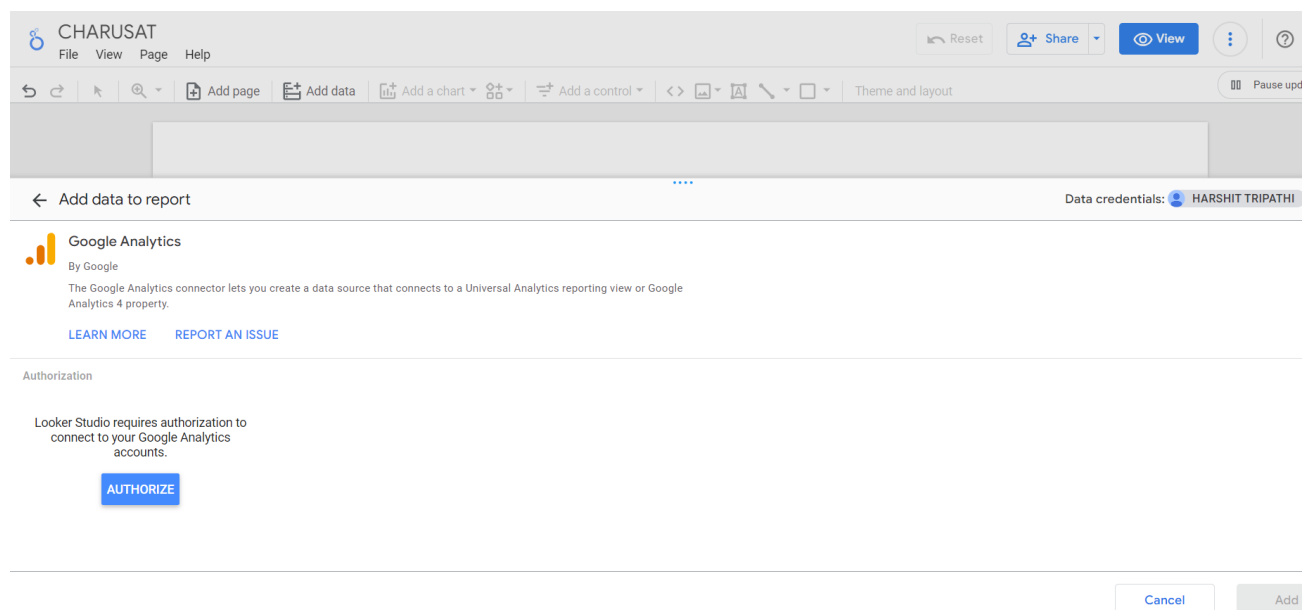 CHARUSAT
File View Page Help
Reset Share View
Add page Add data Add a chart Add a control Theme and layout Pause upd
Add data to report Data credentials: HARSHIT TRIPATHI
Google Analytics
By Google
The Google Analytics connector lets you create a data source that connects to a Universal Analytics reporting view or Google
Analytics 4 property.
LEARN MORE REPORT AN ISSUE
Authorization
Looker Studio requires authorization to
connect to your Google Analytics
accounts.
AUTHORIZE
Cancel Add